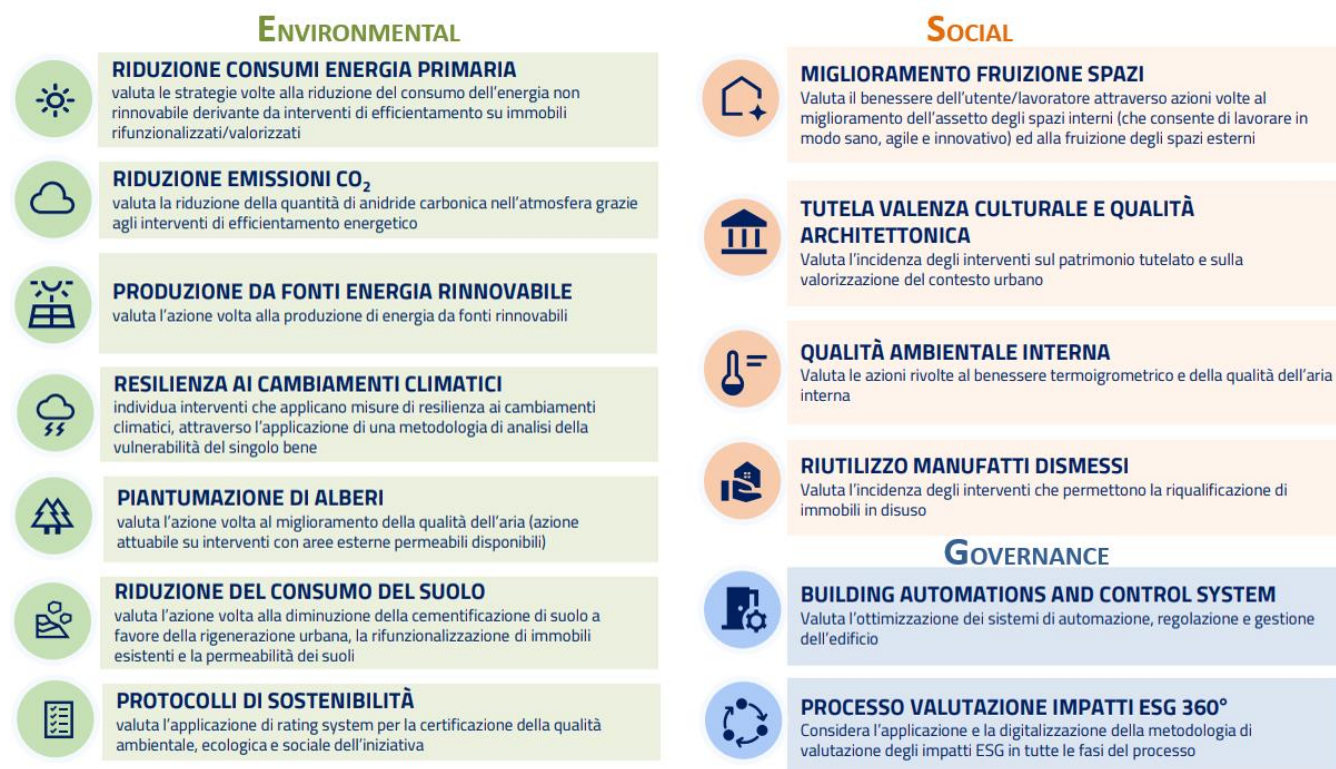 ENVIRONMENTAL
RIDUZIONE CONSUMI ENERGIA PRIMARIA
valuta le strategie volte alla riduzione del consumo dell'energia non
rinnovabile derivante da interventi di efficientamento su immobili
rifunzionalizzati/valorizzati
RIDUZIONE EMISSIONI CO₂
valuta la riduzione della quantità di anidride carbonica nell'atmosfera grazie
agli interventi di efficientamento energetico
PRODUZIONE DA FONTI ENERGIA RINNOVABILE
valuta l'azione volta alla produzione di energia da fonti rinnovabili
RESILIENZA AI CAMBIAMENTI CLIMATICI
individua interventi che applicano misure di resilienza ai cambiamenti
climatici, attraverso l'applicazione di una metodologia di analisi della
vulnerabilità del singolo bene
PIANTUMAZIONE DI ALBERI
valuta l'azione volta al miglioramento della qualità dell'aria (azione
attuabile su interventi con aree esterne permeabili disponibili)
RIDUZIONE DEL CONSUMO DEL SUOLO
valuta l'azione volta alla diminuzione della cementificazione di suolo a
favore della rigenerazione urbana, la rifunzionalizzazione di immobili
esistenti e la permeabilità dei suoli
PROTOCOLLI DI SOSTENIBILITÀ
valuta l'applicazione di rating system per la certificazione della qualità
ambientale, ecologica e sociale dell'iniziativa
SOCIAL
MIGLIORAMENTO FRUIZIONE SPAZI
Valuta il benessere dell'utente/lavoratore attraverso azioni volte al
miglioramento dell'assetto degli spazi interni (che consente di lavorare in
modo sano, agile e innovativo) ed alla fruizione degli spazi esterni
TUTELA VALENZA CULTURALE E QUALITÀ
ARCHITETTONICA
Valuta l'incidenza degli interventi sul patrimonio tutelato e sulla
valorizzazione del contesto urbano
QUALITÀ AMBIENTALE INTERNA
Valuta le azioni rivolte al benessere termoigrometrico e della qualità dell'aria
interna
RIUTILIZZO MANUFATTI DISMESSI
Valuta l'incidenza degli interventi che permettono la riqualificazione di
immobili in disuso
GOVERNANCE
BUILDING AUTOMATIONS AND CONTROL SYSTEM
Valuta l'ottimizzazione dei sistemi di automazione, regolazione e gestione
dell'edificio
PROCESSO VALUTAZIONE IMPATTI ESG 360°
Considera l'applicazione e la digitalizzazione della metodologia di
valutazione degli impatti ESG in tutte le fasi del processo